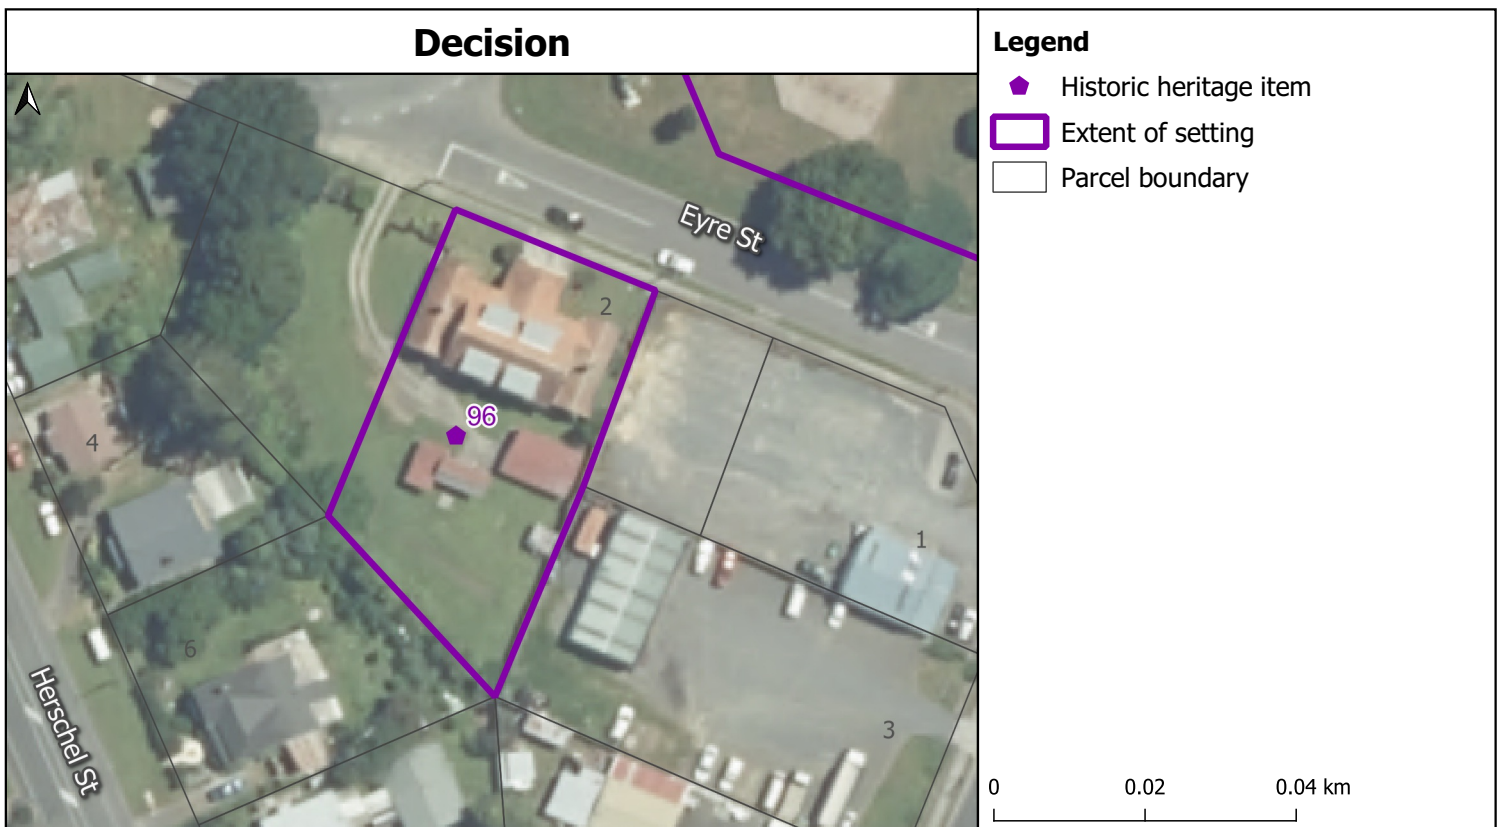 Decision
Legend
Historic heritage item
Extent of setting
Parcel boundary
Eyre St
2
96
4
1
6
Herschel St
3
0 0.02 0.04 km